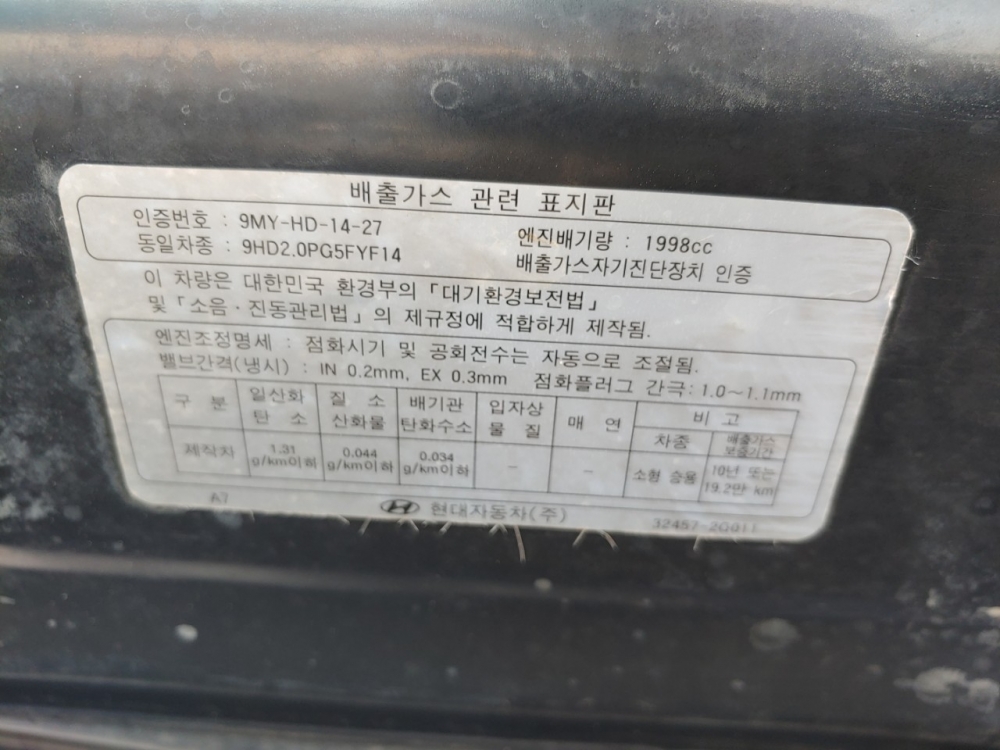 배출가스 관련 표지판
인증번호 : 9MY-HD-14-27
엔진배기량 : 1998cc
동일차종 : 9HD2.0PG5FYF14
배출가스자기진단장치 인증
이 차량은 대한민국 환경부의 「대기환경보전법」
및 「소음·진동관리법」의 제규정에 적합하게 제작됨.
엔진조정명세 : 점화시기 및 공회전수는 자동으로 조절됨.
밸브간격(냉시) : IN 0.2mm, EX 0.3mm 점화플러그 간극: 1.0~1.1mm
구 분 일산화 질 소 배기관 입자상 매 연 비 고
탄 소 산화물 탄화수소 물 질 차종 배출가스
보증기간
제작차 1.31 0.044 0.034 – – 소형 승용 10년 또는
g/km이하 g/km이하 g/km이하 19.2만 km
A7 현대자동차(주) 32457-2G011